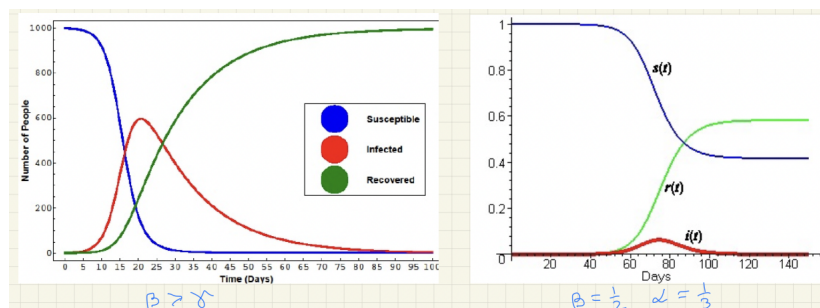 Number of People
1000
800
600
400
200
0
Susceptible
Infected
Recovered
0 5 10 15 20 25 30 35 40 45 50 55 60 65 70 75 80 85 90 95 100
Time (Days)
β > γ
1
0.8
0.6
0.4
0.2
0
s(t)
r(t)
i(t)
20 40 60 80 100 120 140
Days
β = 1/2 α = 1/3